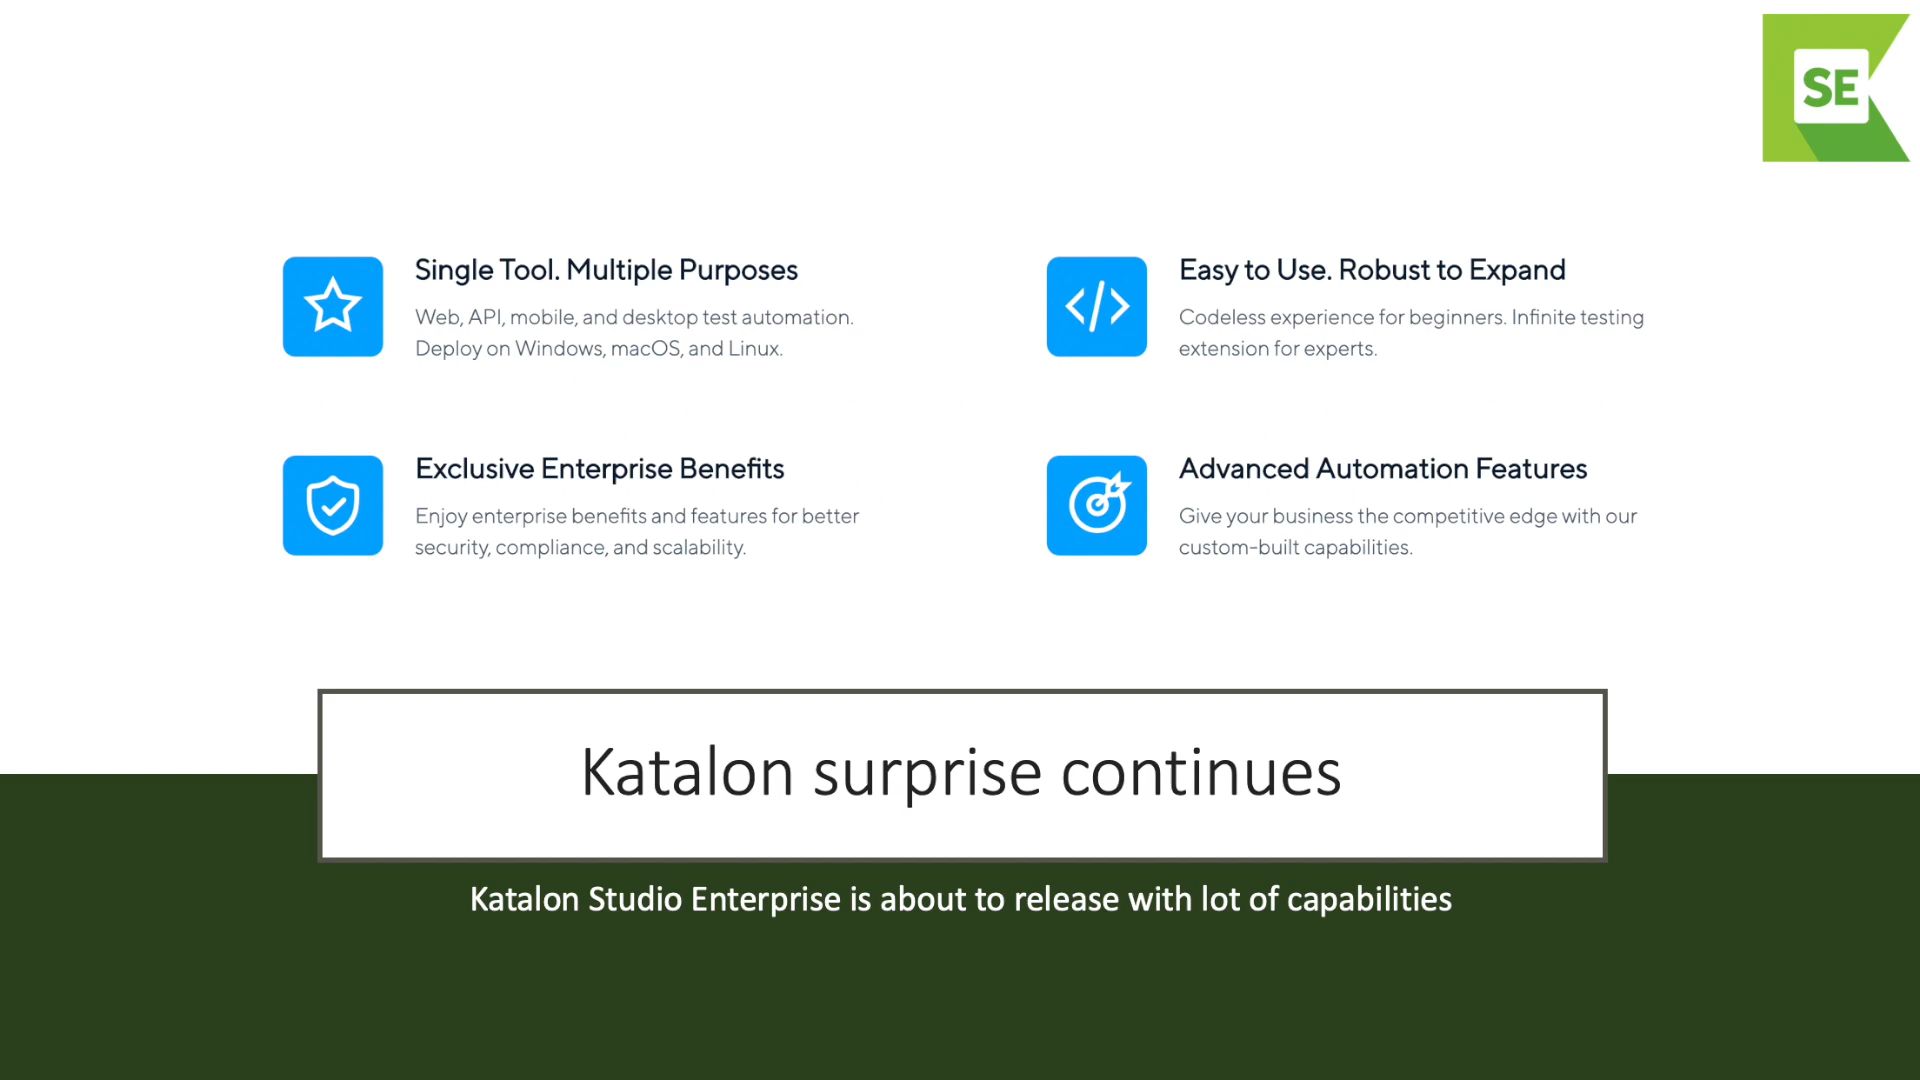 SE
Single Tool. Multiple Purposes
Web, API, mobile, and desktop test automation.
Deploy on Windows, macOS, and Linux.
Easy to Use. Robust to Expand
Codeless experience for beginners. Infinite testing
extension for experts.
Exclusive Enterprise Benefits
Enjoy enterprise benefits and features for better
security, compliance, and scalability.
Advanced Automation Features
Give your business the competitive edge with our
custom-built capabilities.
Katalon surprise continues
Katalon Studio Enterprise is about to release with lot of capabilities